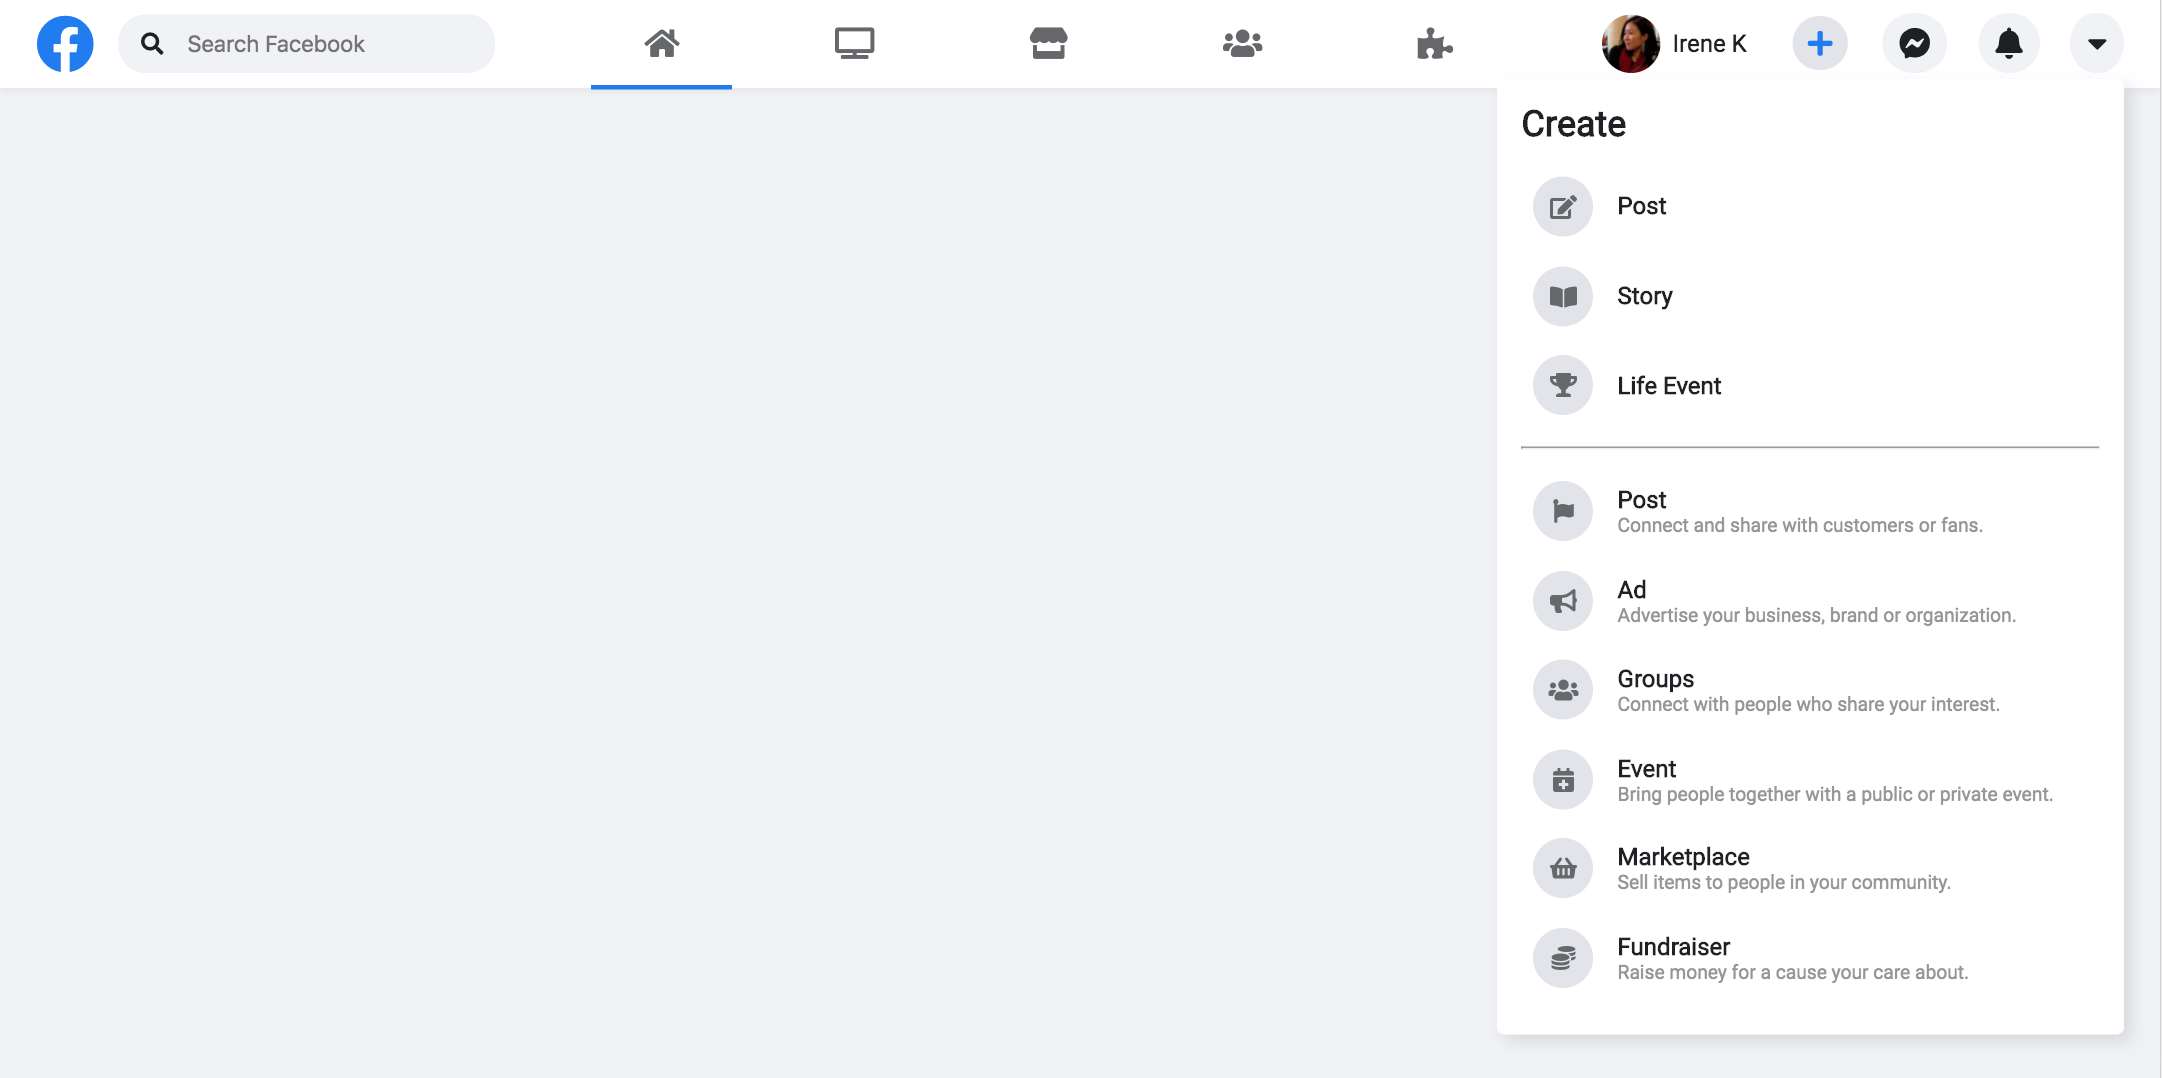 Search Facebook
Irene K
Create
Post
Story
Life Event
Post
Connect and share with customers or fans.
Ad
Advertise your business, brand or organization.
Groups
Connect with people who share your interest.
Event
Bring people together with a public or private event.
Marketplace
Sell items to people in your community.
Fundraiser
Raise money for a cause your care about.